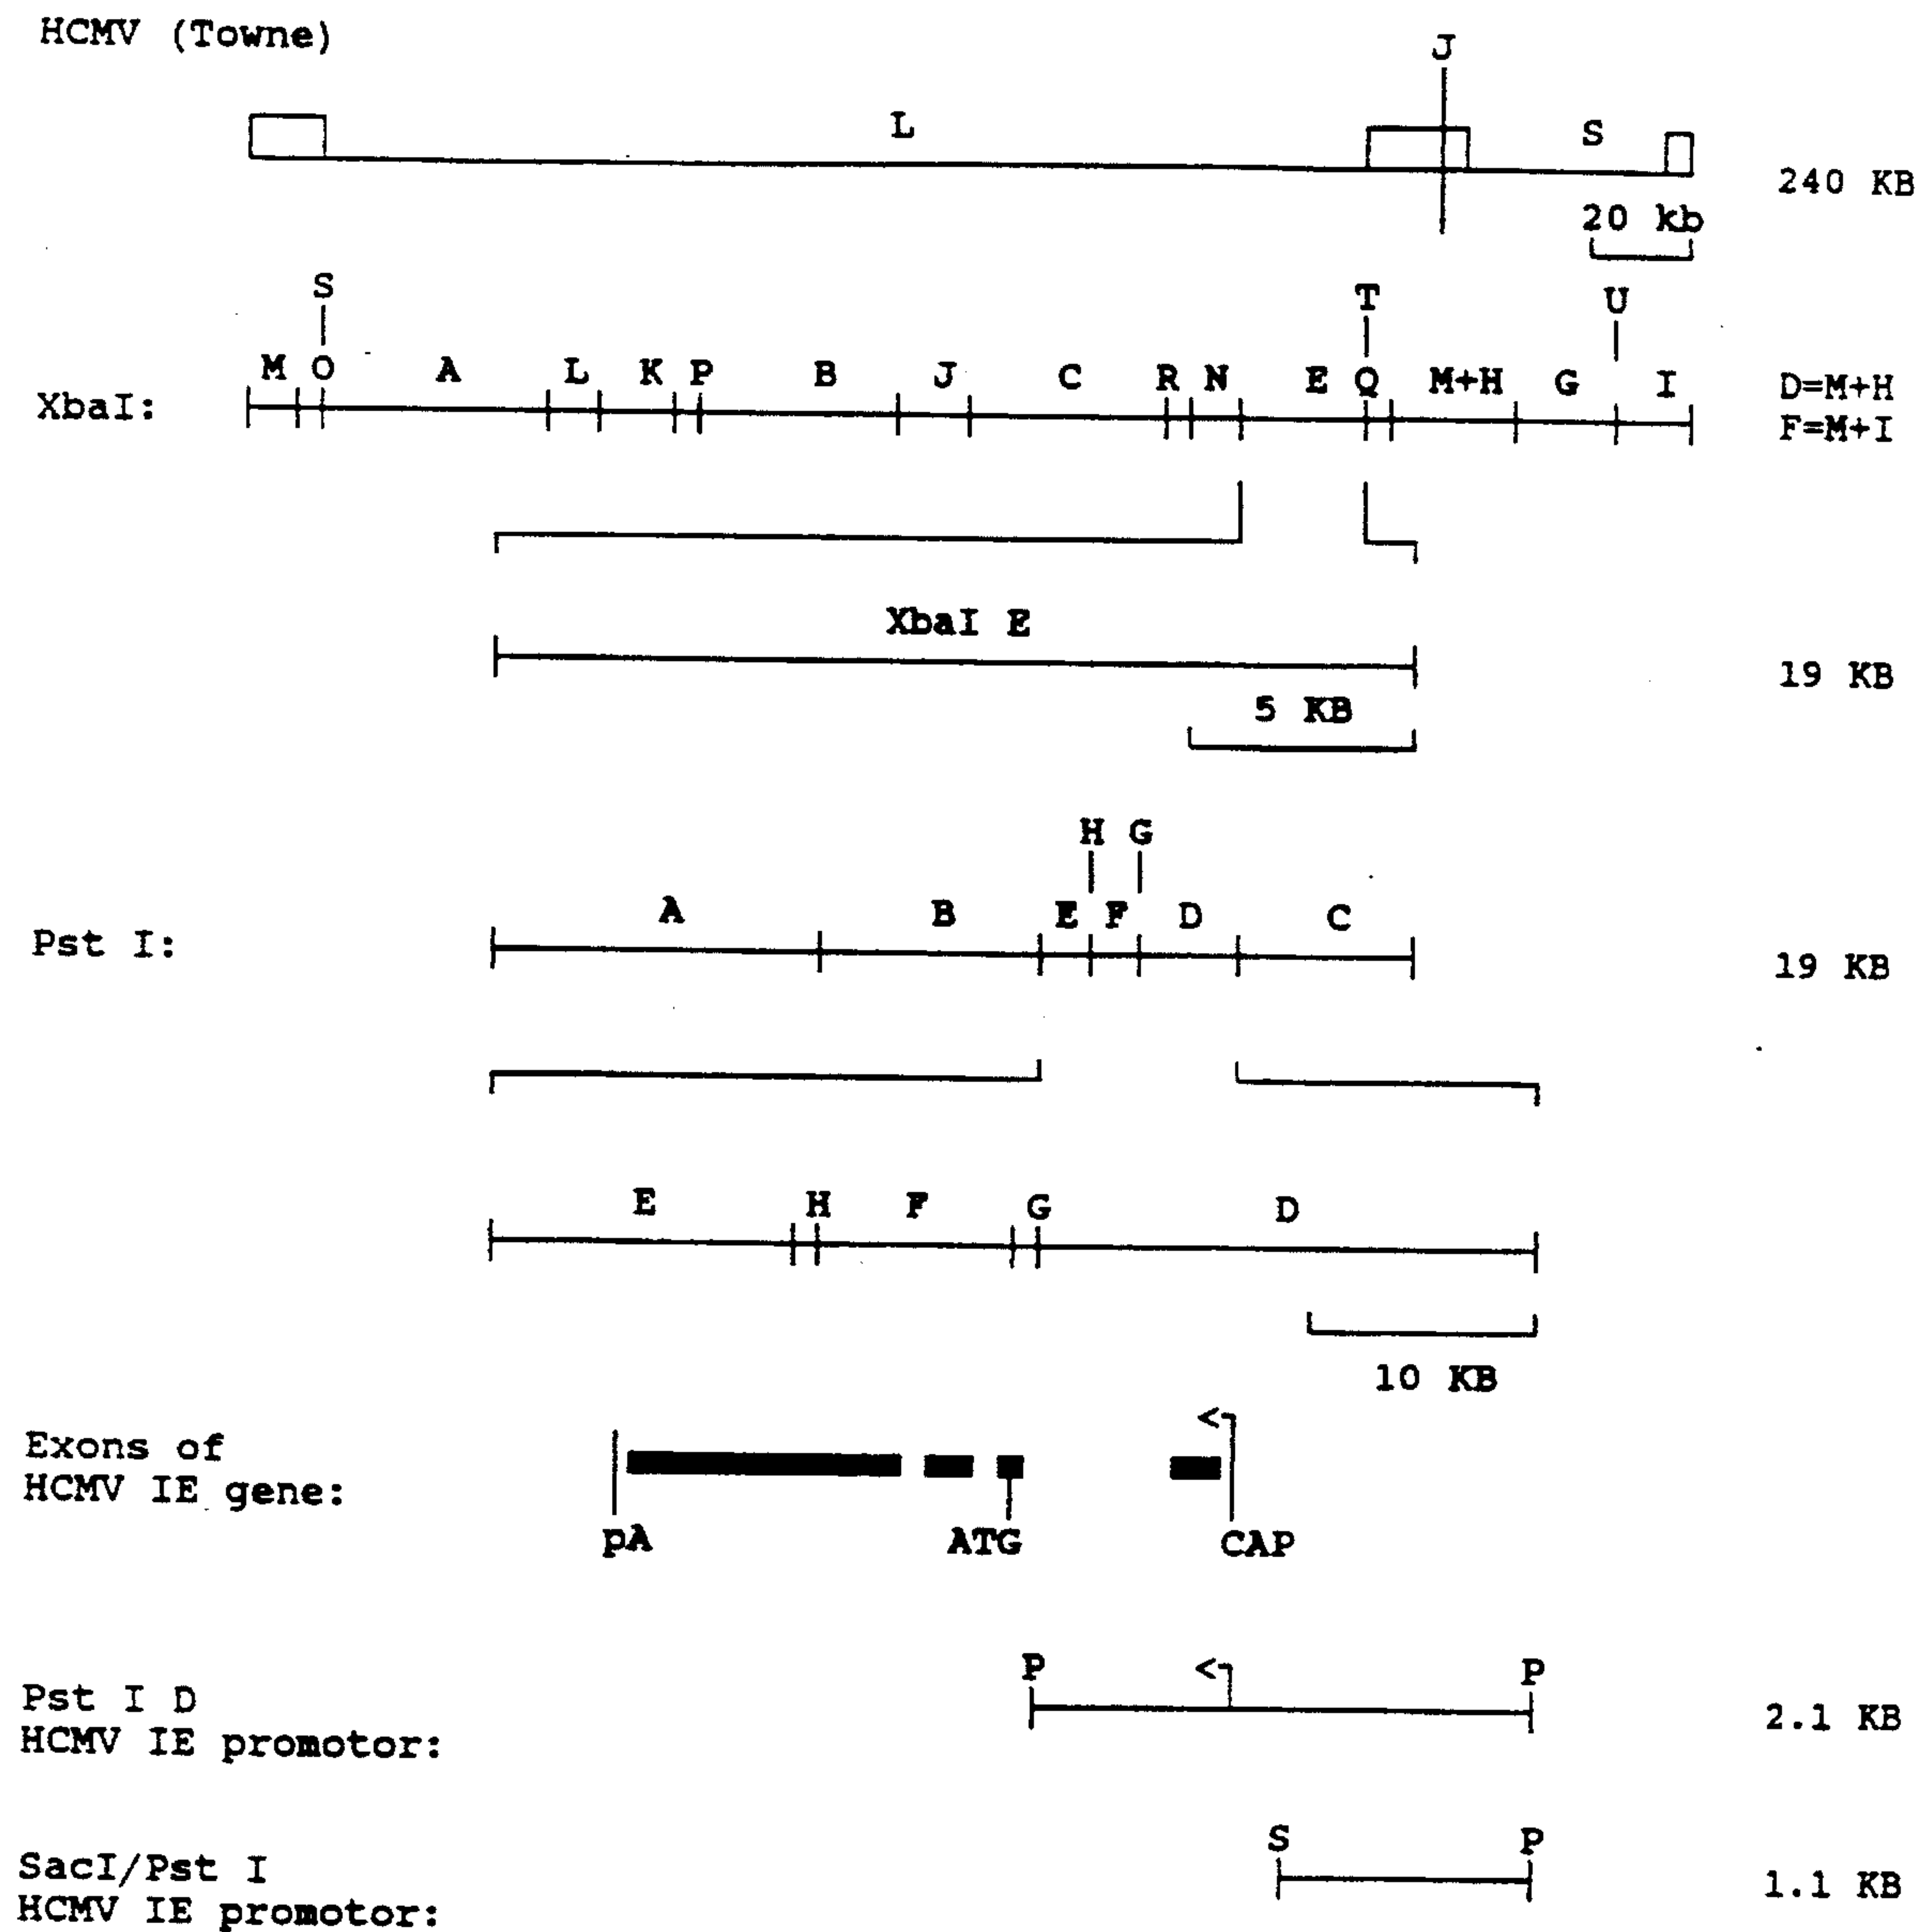 HCMV (Towne)
J
L
S
240 KB
20 kb
S
T
U
M O A L K P B J C R N E Q M+H G I
D=M+H
XbaI:
F=M+I
XbaI E
19 KB
5 KB
H G
A B E F D C
Pst I:
19 KB
E H F G D
10 KB
<
Exons of
HCMV IE gene:
pA
ATG
CAP
P < P
Pst I D
HCMV IE promotor:
2.1 KB
S P
SacI/Pst I
HCMV IE promotor:
1.1 KB